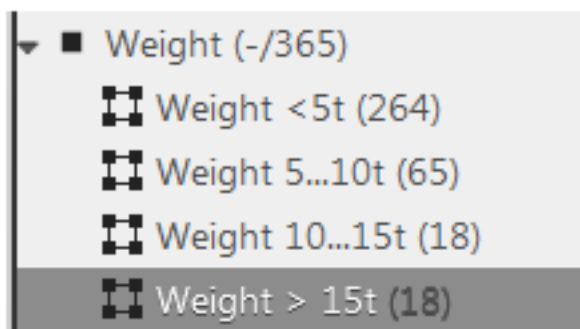 Weight (-/365)
Weight <5t (264)
Weight 5...10t (65)
Weight 10...15t (18)
Weight > 15t (18)